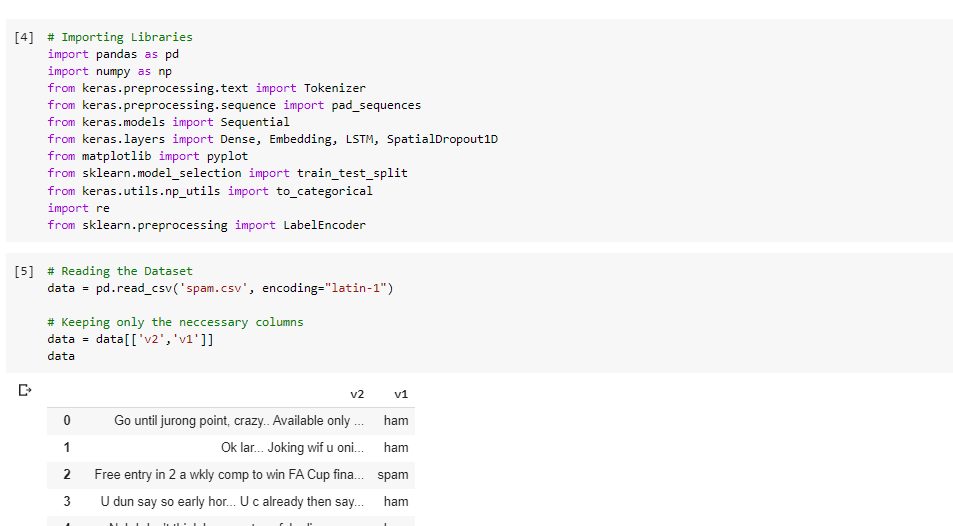 [4] # Importing Libraries
import pandas as pd
import numpy as np
from keras.preprocessing.text import Tokenizer
from keras.preprocessing.sequence import pad_sequences
from keras.models import Sequential
from keras.layers import Dense, Embedding, LSTM, SpatialDropout1D
from matplotlib import pyplot
from sklearn.model_selection import train_test_split
from keras.utils.np_utils import to_categorical
import re
from sklearn.preprocessing import LabelEncoder
[5] # Reading the Dataset
data = pd.read_csv('spam.csv', encoding="latin-1")
# Keeping only the neccessary columns
data = data[['v2','v1']]
data
v2 v1
0 Go until jurong point, crazy.. Available only ... ham
1 Ok lar... Joking wif u oni... ham
2 Free entry in 2 a wkly comp to win FA Cup fina... spam
3 U dun say so early hor... U c already then say... ham